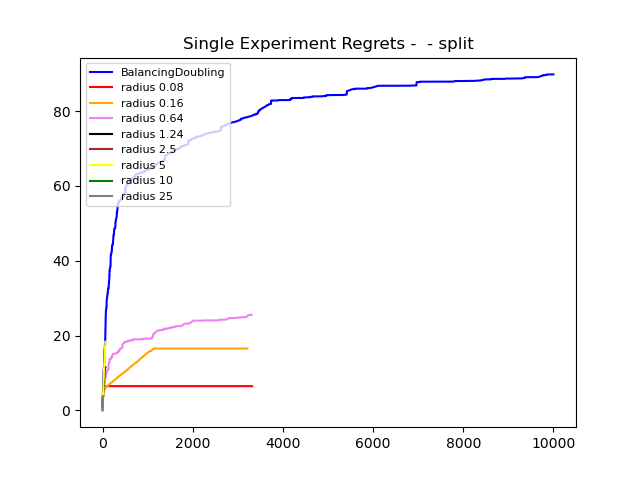 Single Experiment Regrets -  - split
BalancingDoubling
radius 0.08
radius 0.16
radius 0.64
radius 1.24
radius 2.5
radius 5
radius 10
radius 25
80
60
40
20
0
0 2000 4000 6000 8000 10000